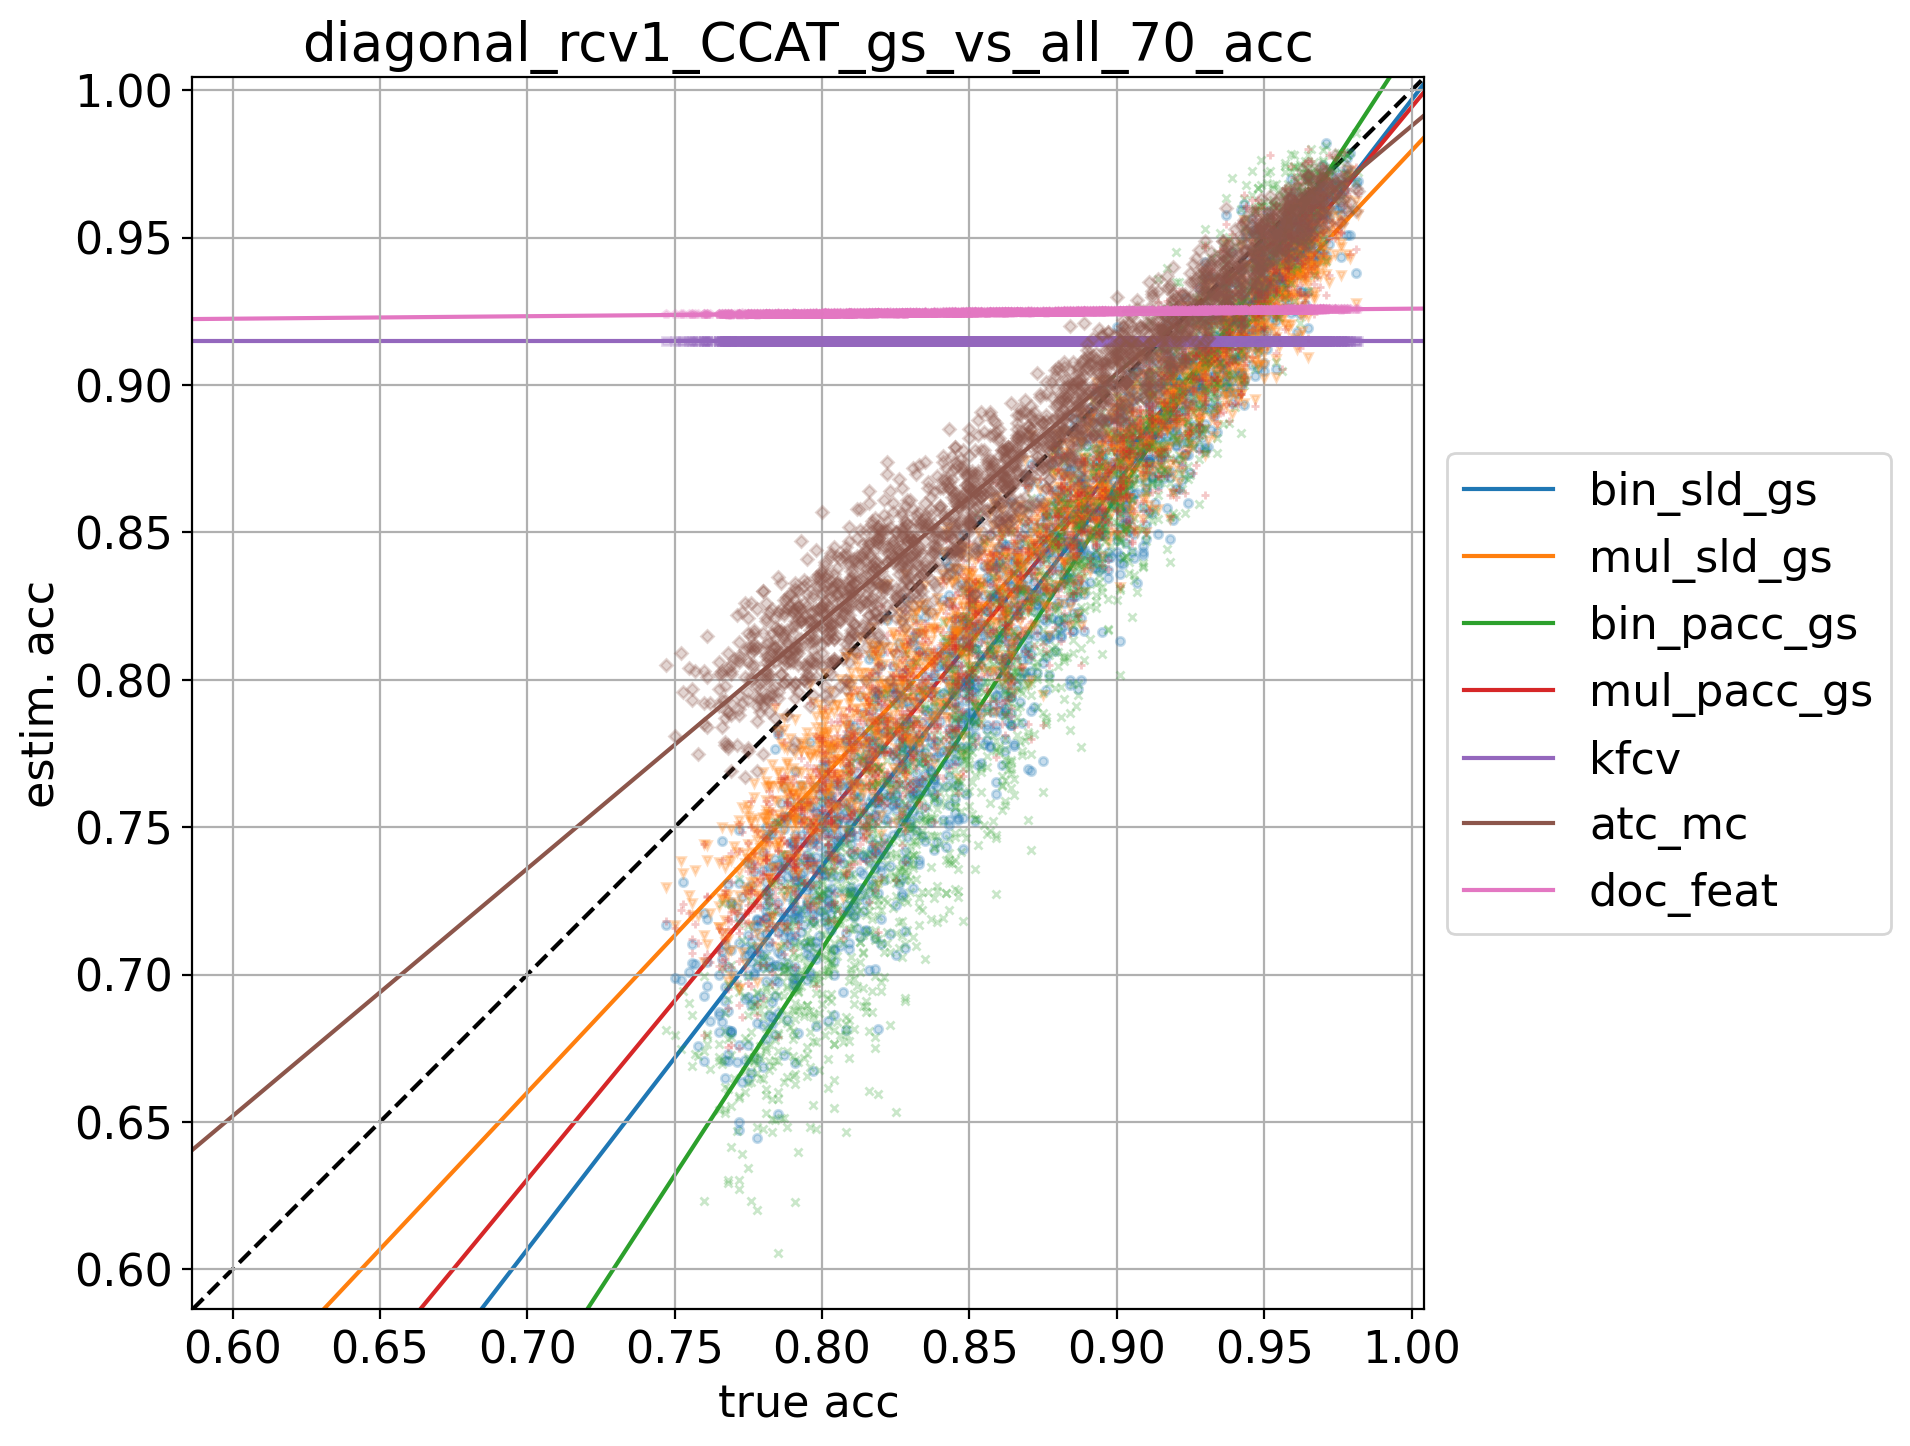 diagonal_rcv1_CCAT_gs_vs_all_70_acc
1.00
0.95
0.90
0.85
0.80
0.75
0.70
0.65
0.60
estim. acc
0.60 0.65 0.70 0.75 0.80 0.85 0.90 0.95 1.00
true acc
bin_sld_gs
mul_sld_gs
bin_pacc_gs
mul_pacc_gs
kfcv
atc_mc
doc_feat